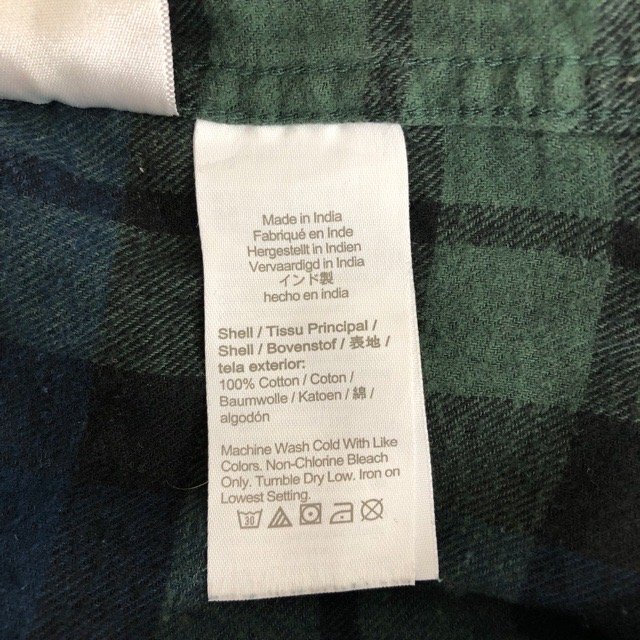 Made in India
Fabriqué en Inde
Hergestellt in Indien
Vervaardigd in India
インド製
hecho en india
Shell / Tissu Principal /
Shell / Bovenstof / 表地 /
tela exterior:
100% Cotton / Coton /
Baumwolle / Katoen / 綿 /
algodón
Machine Wash Cold With Like
Colors. Non-Chlorine Bleach
Only. Tumble Dry Low. Iron on
Lowest Setting.
30